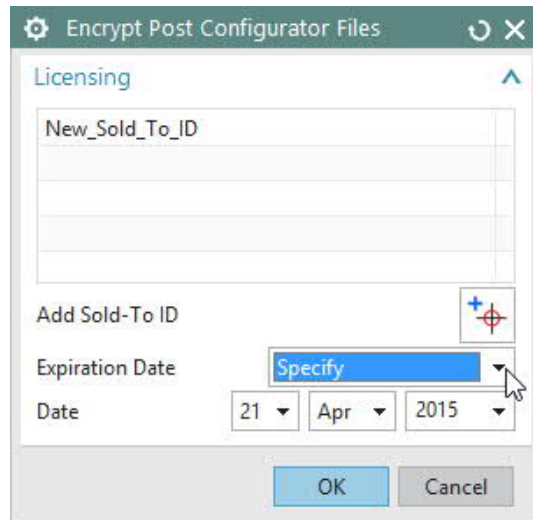 Encrypt Post Configurator Files
Licensing
New_Sold_To_ID
Add Sold-To ID
Expiration Date Specify
Date 21 Apr 2015
OK Cancel